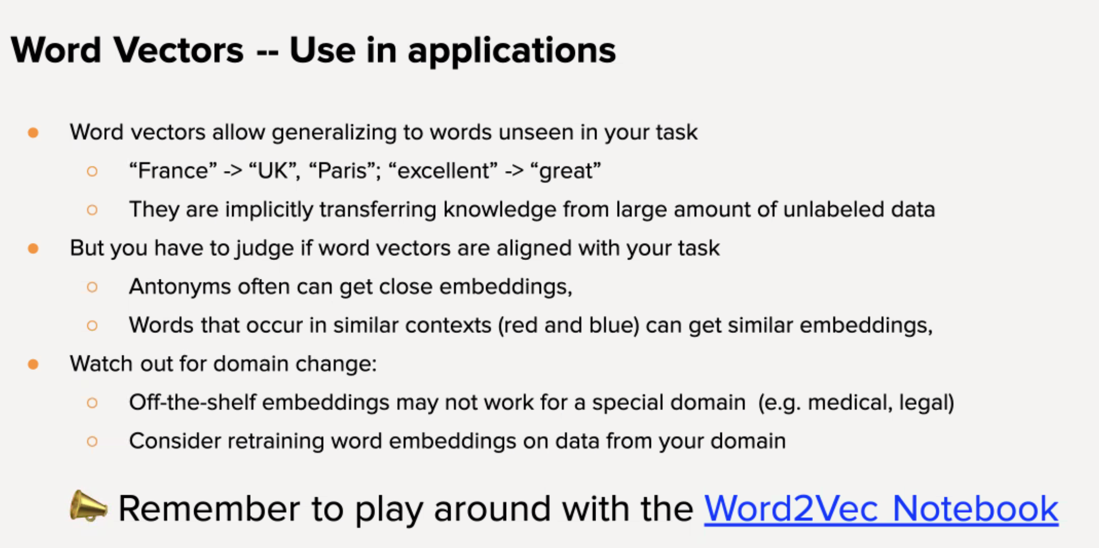 Word Vectors -- Use in applications
● Word vectors allow generalizing to words unseen in your task
○ “France” -> “UK”, “Paris”; “excellent” -> “great”
○ They are implicitly transferring knowledge from large amount of unlabeled data
● But you have to judge if word vectors are aligned with your task
○ Antonyms often can get close embeddings,
○ Words that occur in similar contexts (red and blue) can get similar embeddings,
● Watch out for domain change:
○ Off-the-shelf embeddings may not work for a special domain (e.g. medical, legal)
○ Consider retraining word embeddings on data from your domain
📣 Remember to play around with the Word2Vec Notebook